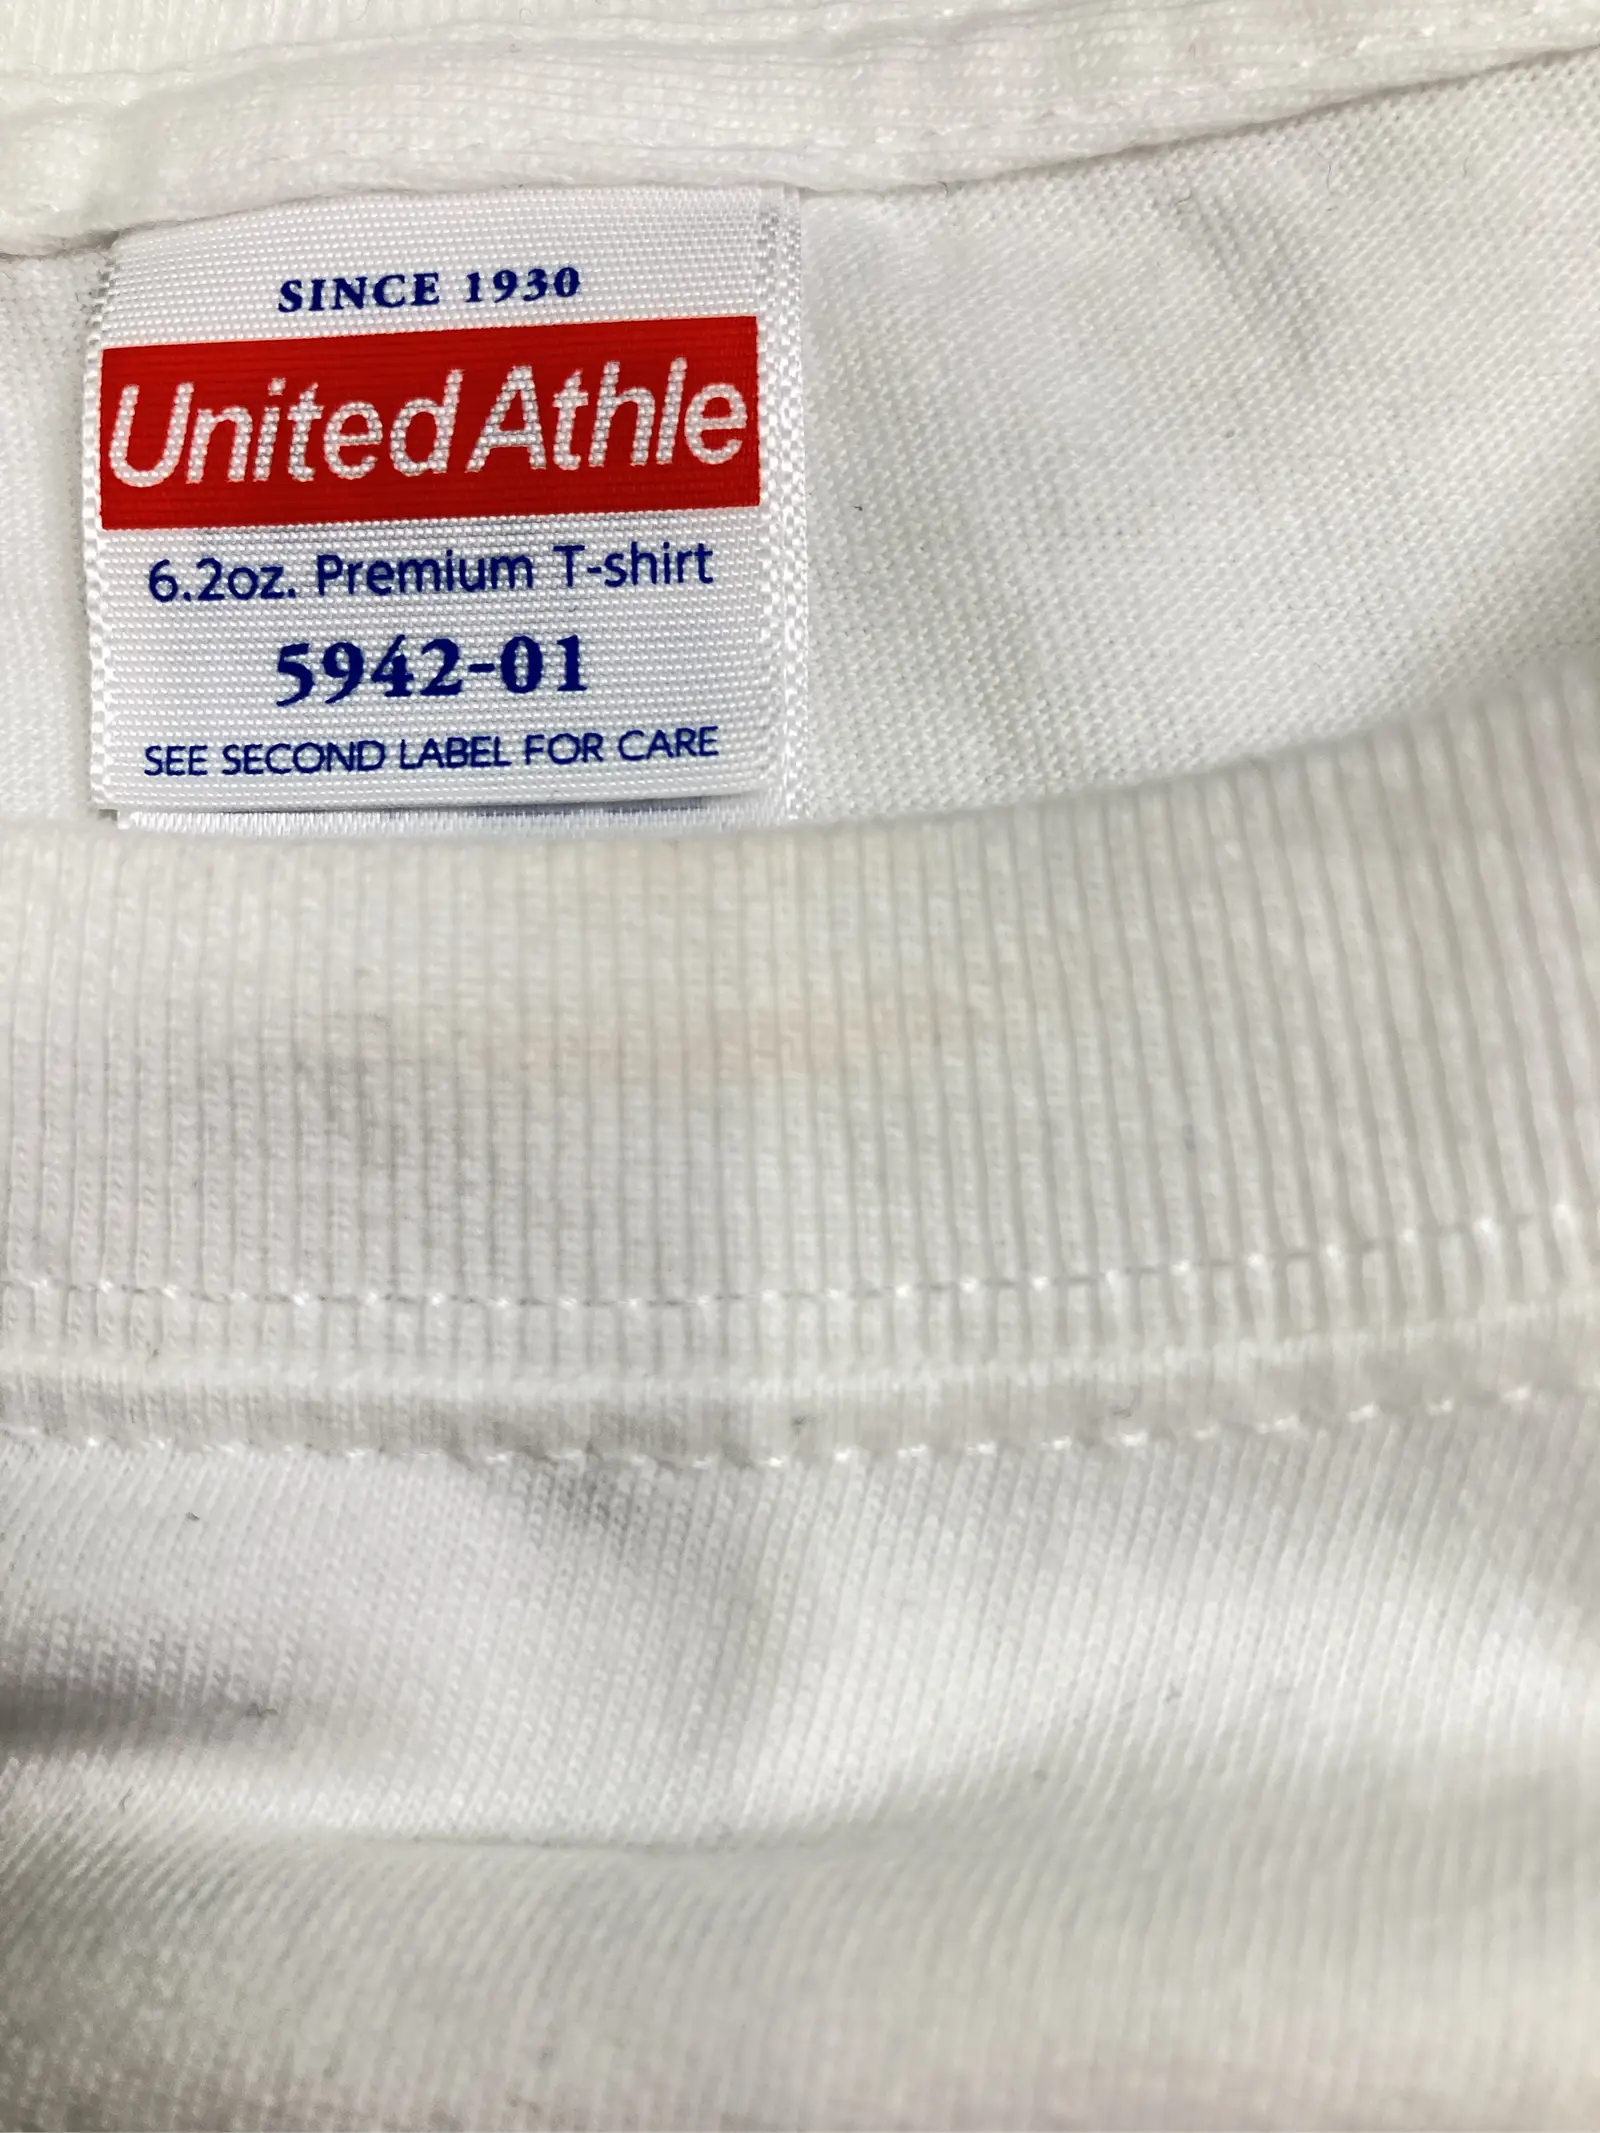 SINCE 1930
United Athle
6.2oz. Premium T-shirt
5942-01
SEE SECOND LABEL FOR CARE